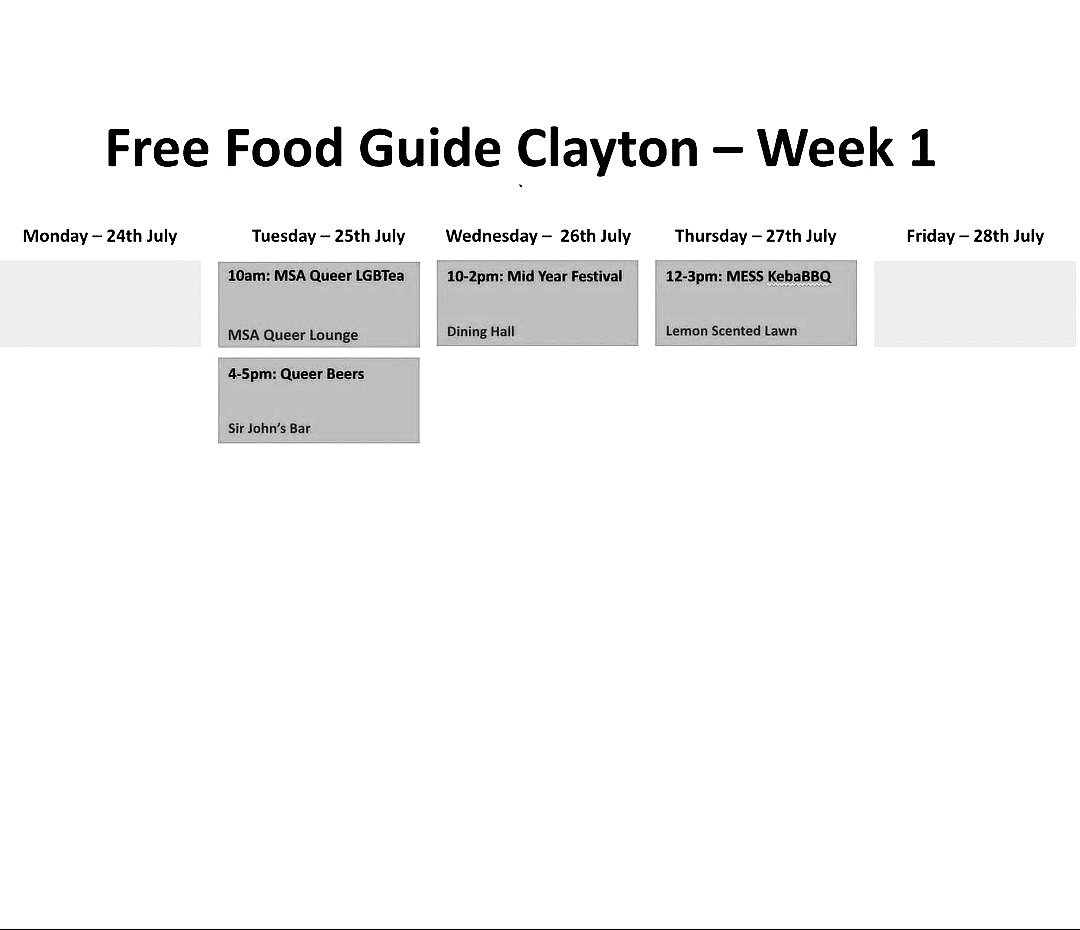 Free Food Guide Clayton – Week 1
Monday – 24th July
Tuesday – 25th July
Wednesday –  26th July
Thursday – 27th July
Friday – 28th July
10am: MSA Queer LGBTea
MSA Queer Lounge
4-5pm: Queer Beers
Sir John’s Bar
10-2pm: Mid Year Festival
Dining Hall
12-3pm: MESS KebaBBQ
Lemon Scented Lawn